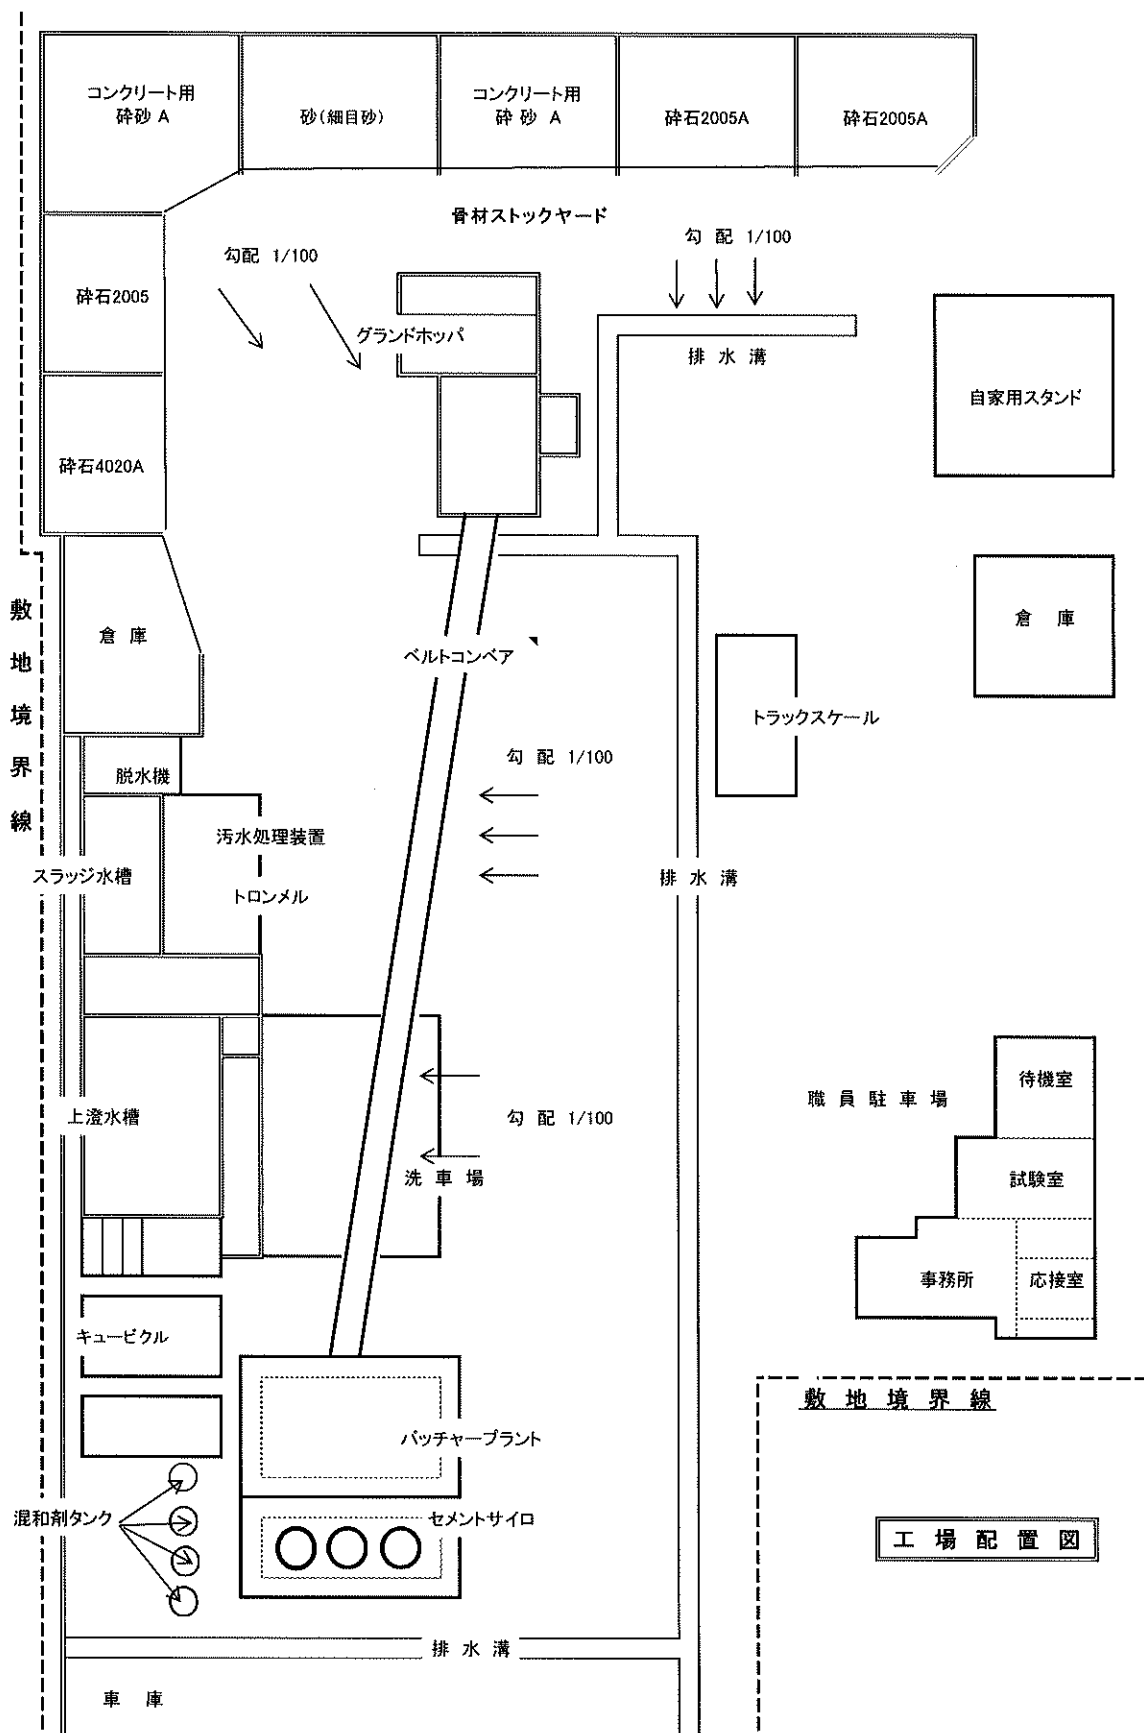 コンクリート用
砕砂 A
砂(細目砂)
コンクリート用
砕 砂 A
砕石2005A
砕石2005A
骨材ストックヤード
勾配 1/100
勾 配 1/100
砕石2005
グランドホッパ
排 水 溝
自家用スタンド
砕石4020A
敷地境界線
倉 庫
倉 庫
ベルトコンベア
トラックスケール
勾 配 1/100
脱水機
汚水処理装置
スラッジ水槽
トロンメル
排 水 溝
待機室
職 員 駐 車 場
上澄水槽
勾 配 1/100
洗 車 場
試験室
事務所
応接室
キュービクル
敷 地 境 界 線
バッチャープラント
混和剤タンク
セメントサイロ
工 場 配 置 図
排 水 溝
車 庫